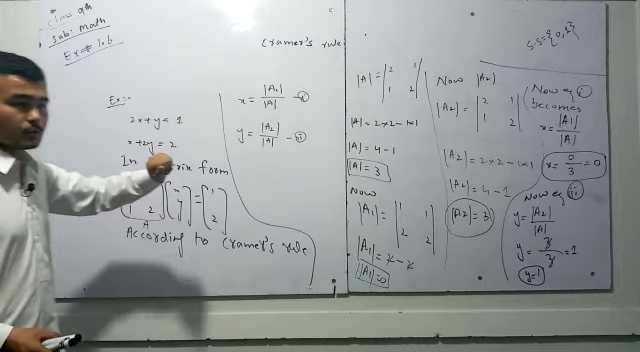 class 9th
Sub: Math
Ex# 1.6
Cramer's rule
Ex:-
2x+y=1
x+2y=2
In rix form
1 2 ] [ x y ] = [ 1 2 ]
A
According to Cramer's rule
x = |A₁| / |A| — i
y = |A₂| / |A| — ii
|A| = | 2 1 1 2 |
|A| = 2×2 - 1×1
|A| = 4-1
|A| = 3
Now
|A₁| = | 1 1 2 2 |
|A₁| = 2 - 2
|A₁| = 0
Now |A₂|
|A₂| = | 2 1 1 2 |
|A₂| = 2×2 - 1×1
|A₂| = 4-1
|A₂| = 3
S.S={0,1}
Now eq i
becomes
x = |A₁| / |A|
x = 0/3 = 0
Now eq ii
y = |A₂| / |A|
y = 3/3 = 1
y=1